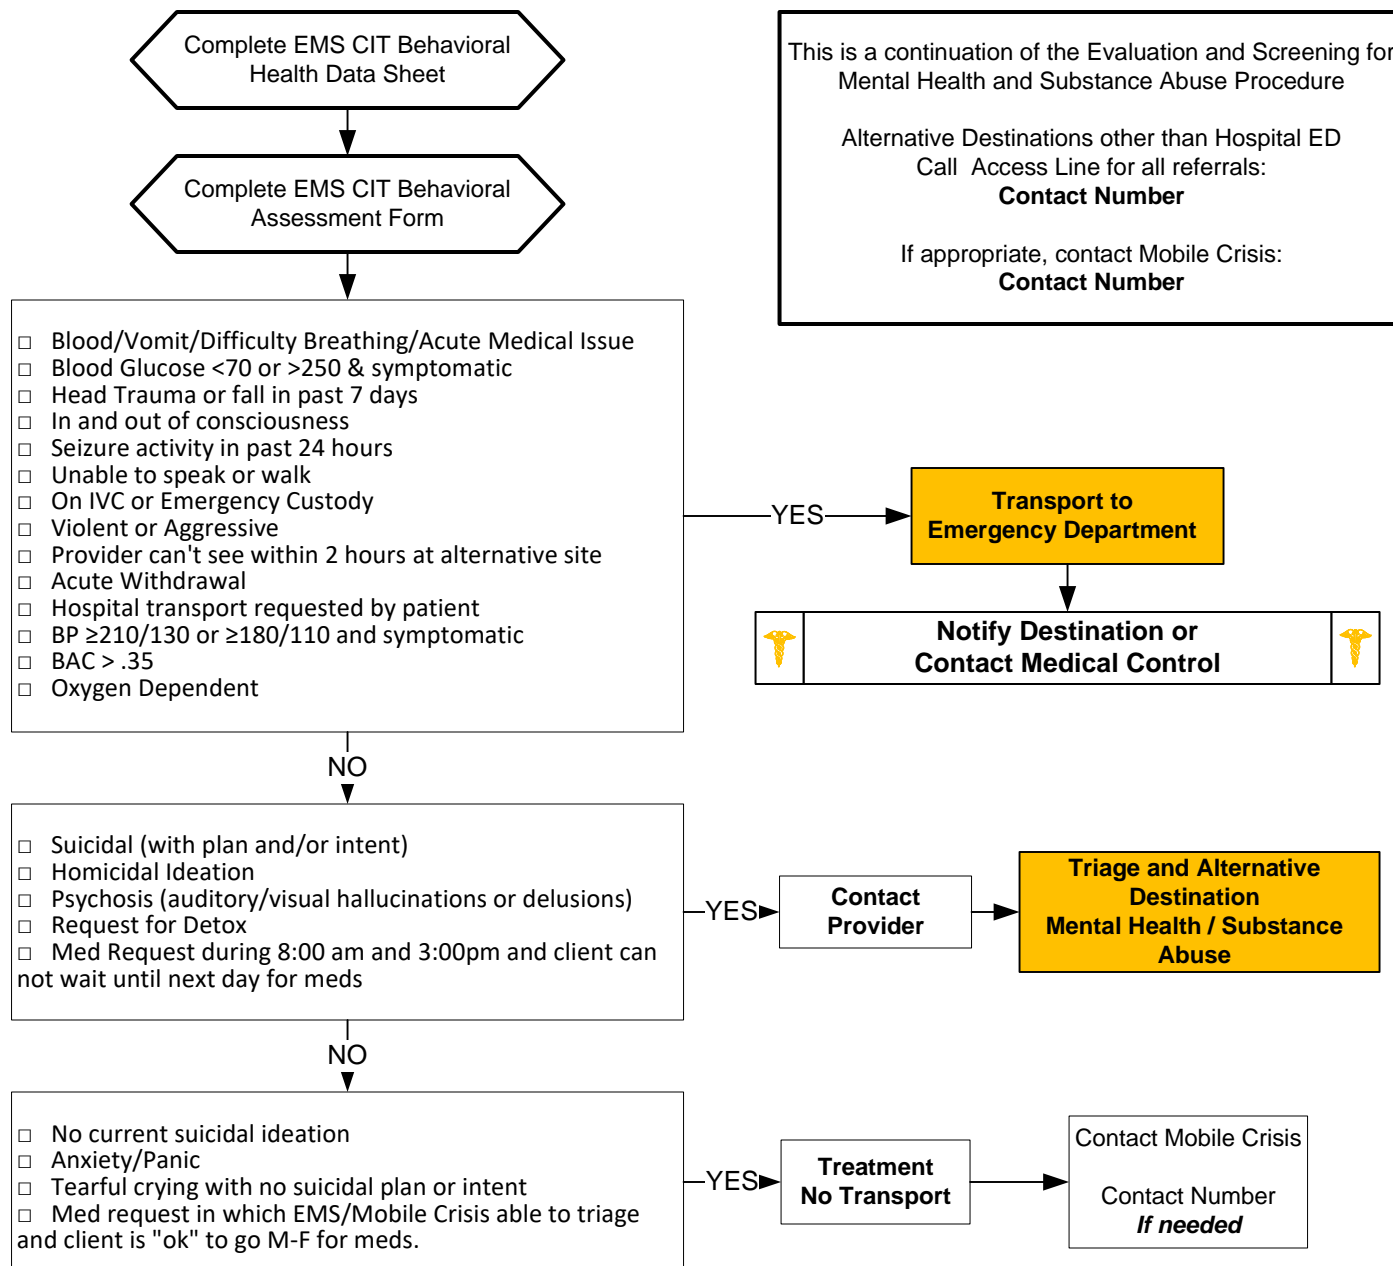 Complete EMS CIT Behavioral
Health Data Sheet
This is a continuation of the Evaluation and Screening for
Mental Health and Substance Abuse Procedure
Alternative Destinations other than Hospital ED
Call Access Line for all referrals:
Contact Number
If appropriate, contact Mobile Crisis:
Contact Number
Complete EMS CIT Behavioral
Assessment Form
□ Blood/Vomit/Difficulty Breathing/Acute Medical Issue
□ Blood Glucose <70 or >250 & symptomatic
□ Head Trauma or fall in past 7 days
□ In and out of consciousness
□ Seizure activity in past 24 hours
□ Unable to speak or walk
□ On IVC or Emergency Custody
□ Violent or Aggressive
□ Provider can't see within 2 hours at alternative site
□ Acute Withdrawal
□ Hospital transport requested by patient
□ BP ≥210/130 or ≥180/110 and symptomatic
□ BAC > .35
□ Oxygen Dependent
YES
Transport to
Emergency Department
Notify Destination or
Contact Medical Control
NO
□ Suicidal (with plan and/or intent)
□ Homicidal Ideation
□ Psychosis (auditory/visual hallucinations or delusions)
□ Request for Detox
□ Med Request during 8:00 am and 3:00pm and client can
not wait until next day for meds
YES
Contact
Provider
Triage and Alternative
Destination
Mental Health / Substance
Abuse
NO
□ No current suicidal ideation
□ Anxiety/Panic
□ Tearful crying with no suicidal plan or intent
□ Med request in which EMS/Mobile Crisis able to triage
and client is "ok" to go M-F for meds.
YES
Treatment
No Transport
Contact Mobile Crisis
Contact Number
If needed